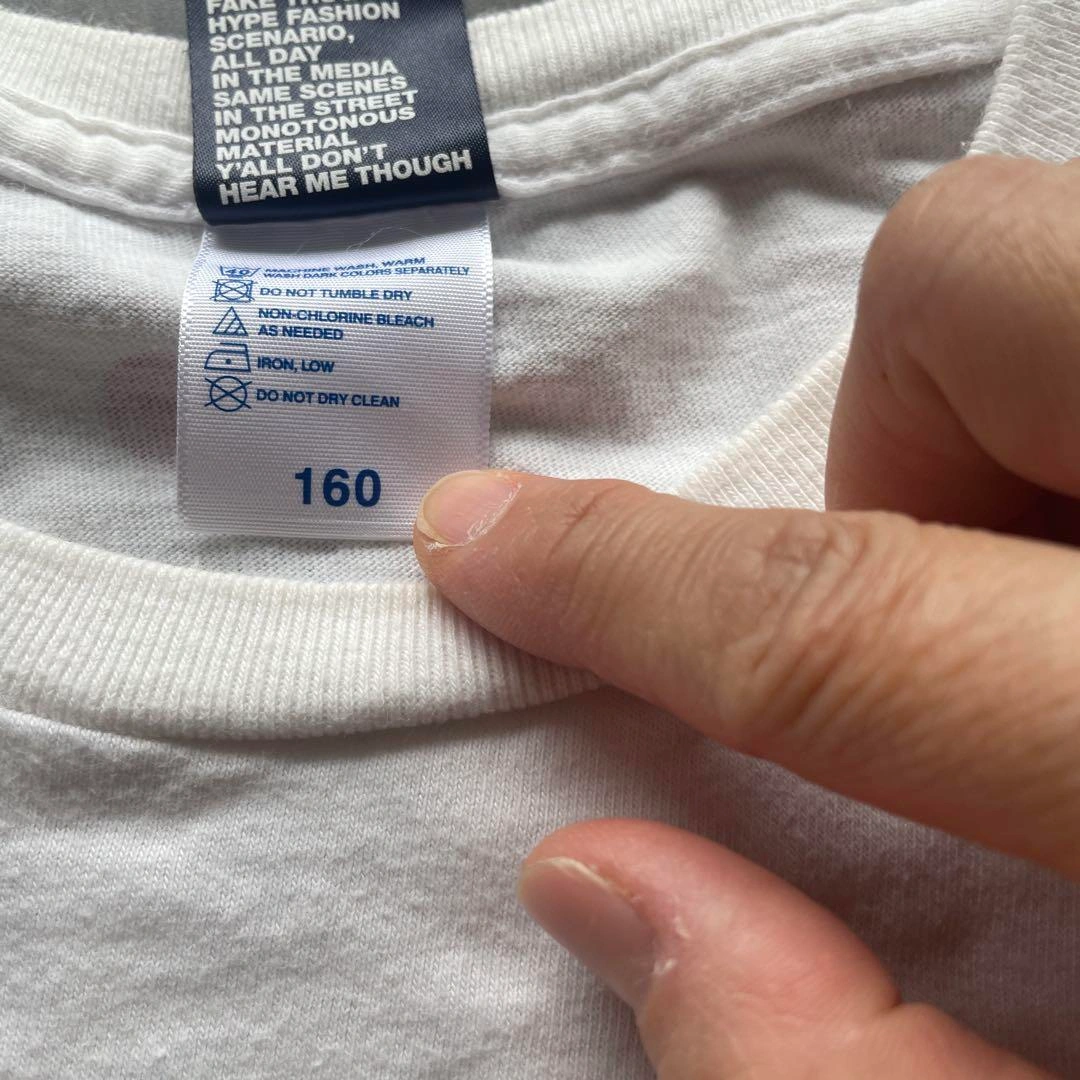 FAKE
HYPE FASHION
SCENARIO,
ALL DAY
IN THE MEDIA
SAME SCENES
IN THE STREET
MONOTONOUS
MATERIAL
Y'ALL DON'T
HEAR ME THOUGH
40 MACHINE WASH, WARM
WASH DARK COLORS SEPARATELY
DO NOT TUMBLE DRY
NON-CHLORINE BLEACH
AS NEEDED
IRON, LOW
DO NOT DRY CLEAN
160